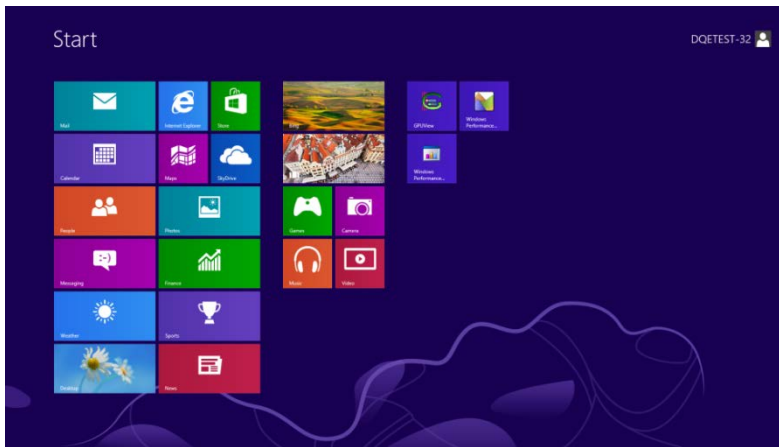 Start
DQETEST-32
Mail
Internet Explorer
Store
Calendar
Maps
SkyDrive
People
Photos
Messaging
Finance
Weather
Sports
Desktop
News
Games
Camera
Music
Video
GPUView
Windows
Performance...
Windows
Performance...